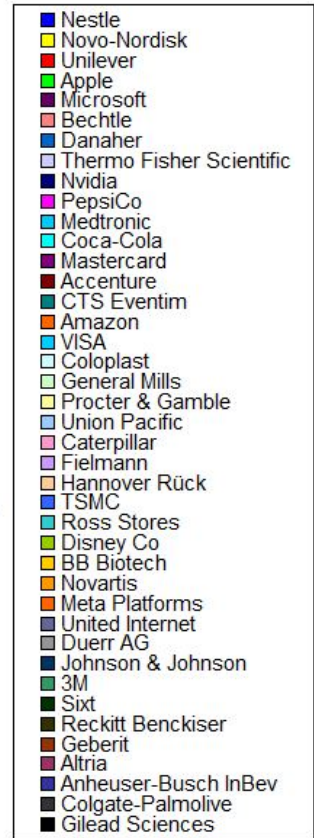 Nestle
Novo-Nordisk
Unilever
Apple
Microsoft
Bechtle
Danaher
Thermo Fisher Scientific
Nvidia
PepsiCo
Medtronic
Coca-Cola
Mastercard
Accenture
CTS Eventim
Amazon
VISA
Coloplast
General Mills
Procter & Gamble
Union Pacific
Caterpillar
Fielmann
Hannover Rück
TSMC
Ross Stores
Disney Co
BB Biotech
Novartis
Meta Platforms
United Internet
Duerr AG
Johnson & Johnson
3M
Sixt
Reckitt Benckiser
Geberit
Altria
Anheuser-Busch InBev
Colgate-Palmolive
Gilead Sciences